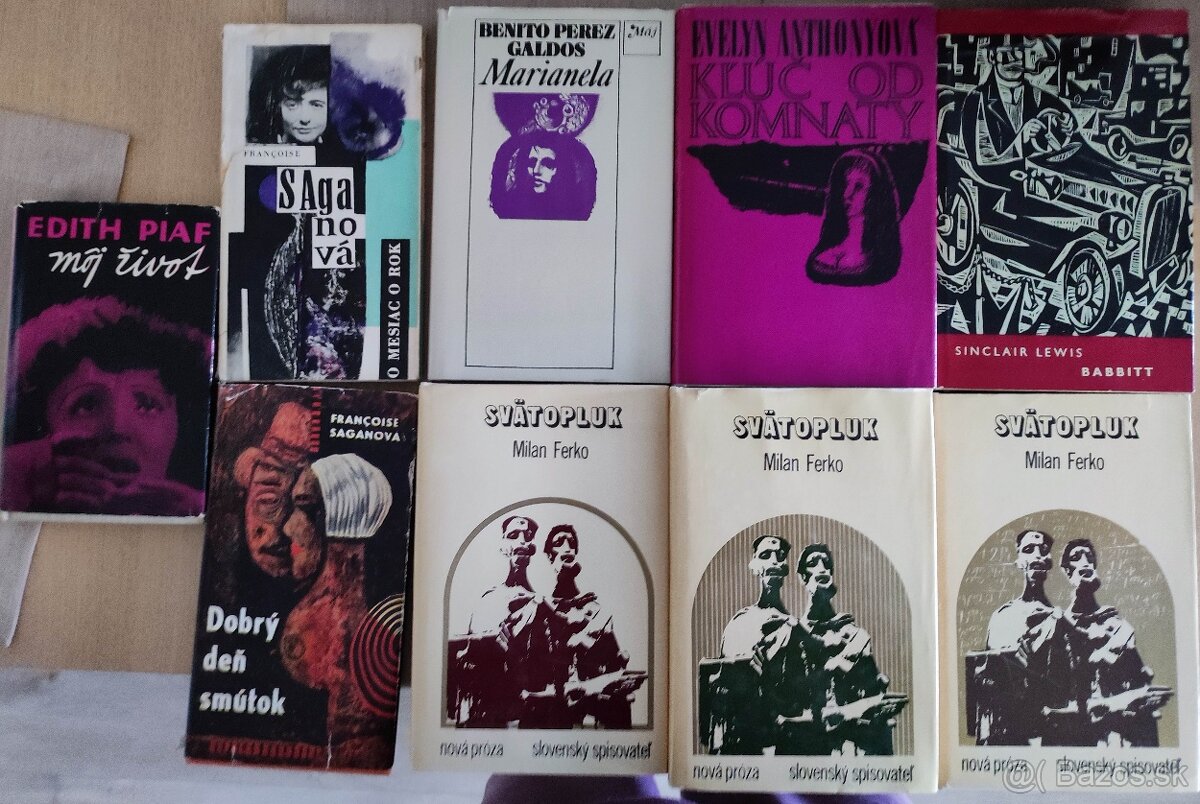 EDITH PIAF
môj život
FRANÇOISE
SAga
no
vá
O MESIAC O ROK
BENITO PEREZ
GALDOS
Marianela
Máj
EVELYN ANTHONYOVÁ
KĽÚČ OD
KOMNATY
SINCLAIR LEWIS
BABBITT
FRANÇOISE
SAGANOVA
Dobrý
deň
smútok
SVÄTOPLUK
Milan Ferko
nová próza slovenský spisovateľ
SVÄTOPLUK
Milan Ferko
nová próza slovenský spisovateľ
SVÄTOPLUK
Milan Ferko
nová próza slovenský spisovateľ
@( Bazos.sk